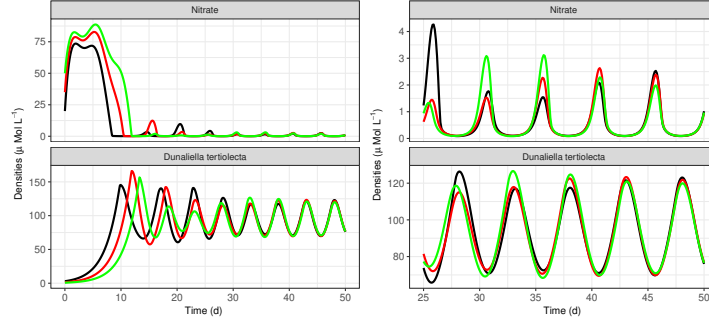 Nitrate
75
50
25
0
Dunaliella tertiolecta
150
100
50
0
0 10 20 30 40 50
Time (d)
Densities (μ Mol L⁻¹)
Nitrate
4
3
2
1
0
Dunaliella tertiolecta
120
100
80
25 30 35 40 45 50
Time (d)
Densities (μ Mol L⁻¹)